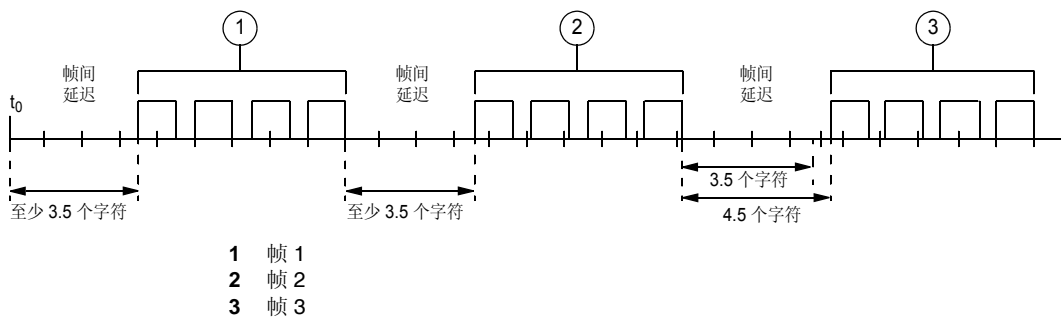 1
2
3
帧间
延迟
帧间
延迟
帧间
延迟
t0
3.5 个字符
至少 3.5 个字符
至少 3.5 个字符
4.5 个字符
1 帧 1
2 帧 2
3 帧 3